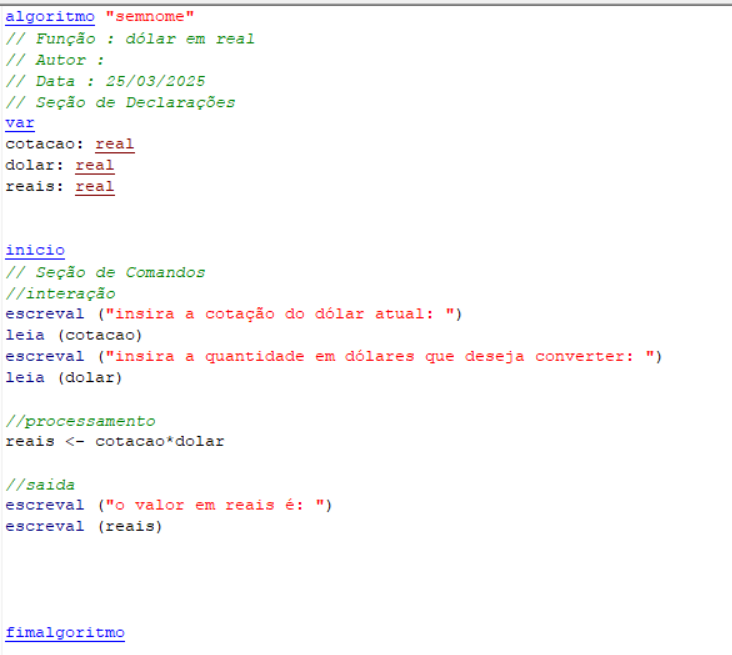 algoritmo "semnome"
// Função : dólar em real
// Autor :
// Data : 25/03/2025
// Seção de Declarações
var
cotacao: real
dolar: real
reais: real
inicio
// Seção de Comandos
//interação
escreval ("insira a cotação do dólar atual: ")
leia (cotacao)
escreval ("insira a quantidade em dólares que deseja converter: ")
leia (dolar)
//processamento
reais <- cotacao*dolar
//saida
escreval ("o valor em reais é: ")
escreval (reais)
fimalgoritmo